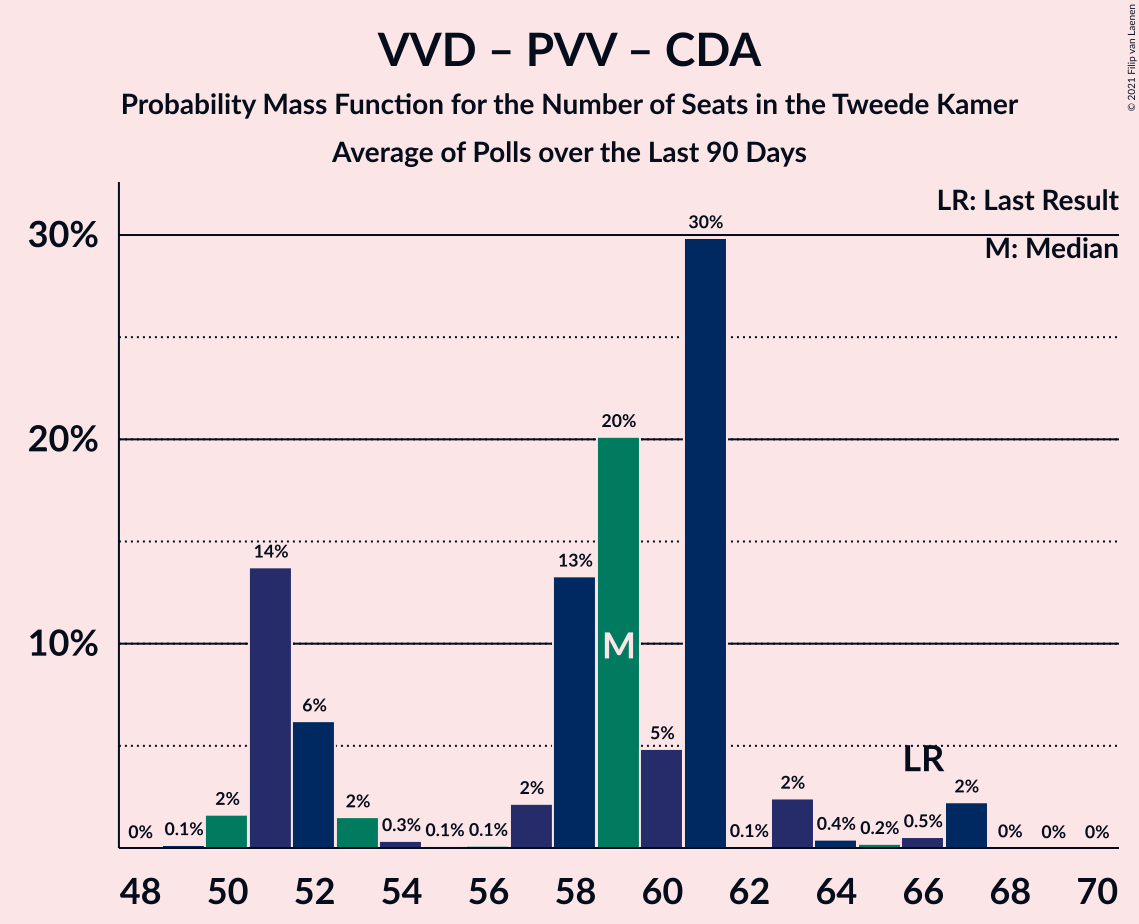 VVD – PVV – CDA
Probability Mass Function for the Number of Seats in the Tweede Kamer
Average of Polls over the Last 90 Days
© 2021 Filip van Laenen
LR: Last Result
M: Median
30%
20%
10%
0%
0.1%
2%
14%
6%
2%
0.3%
0.1%
0.1%
2%
13%
20%
5%
30%
0.1%
2%
0.4%
0.2%
0.5%
2%
0%
0%
0%
M
LR
48 50 52 54 56 58 60 62 64 66 68 70